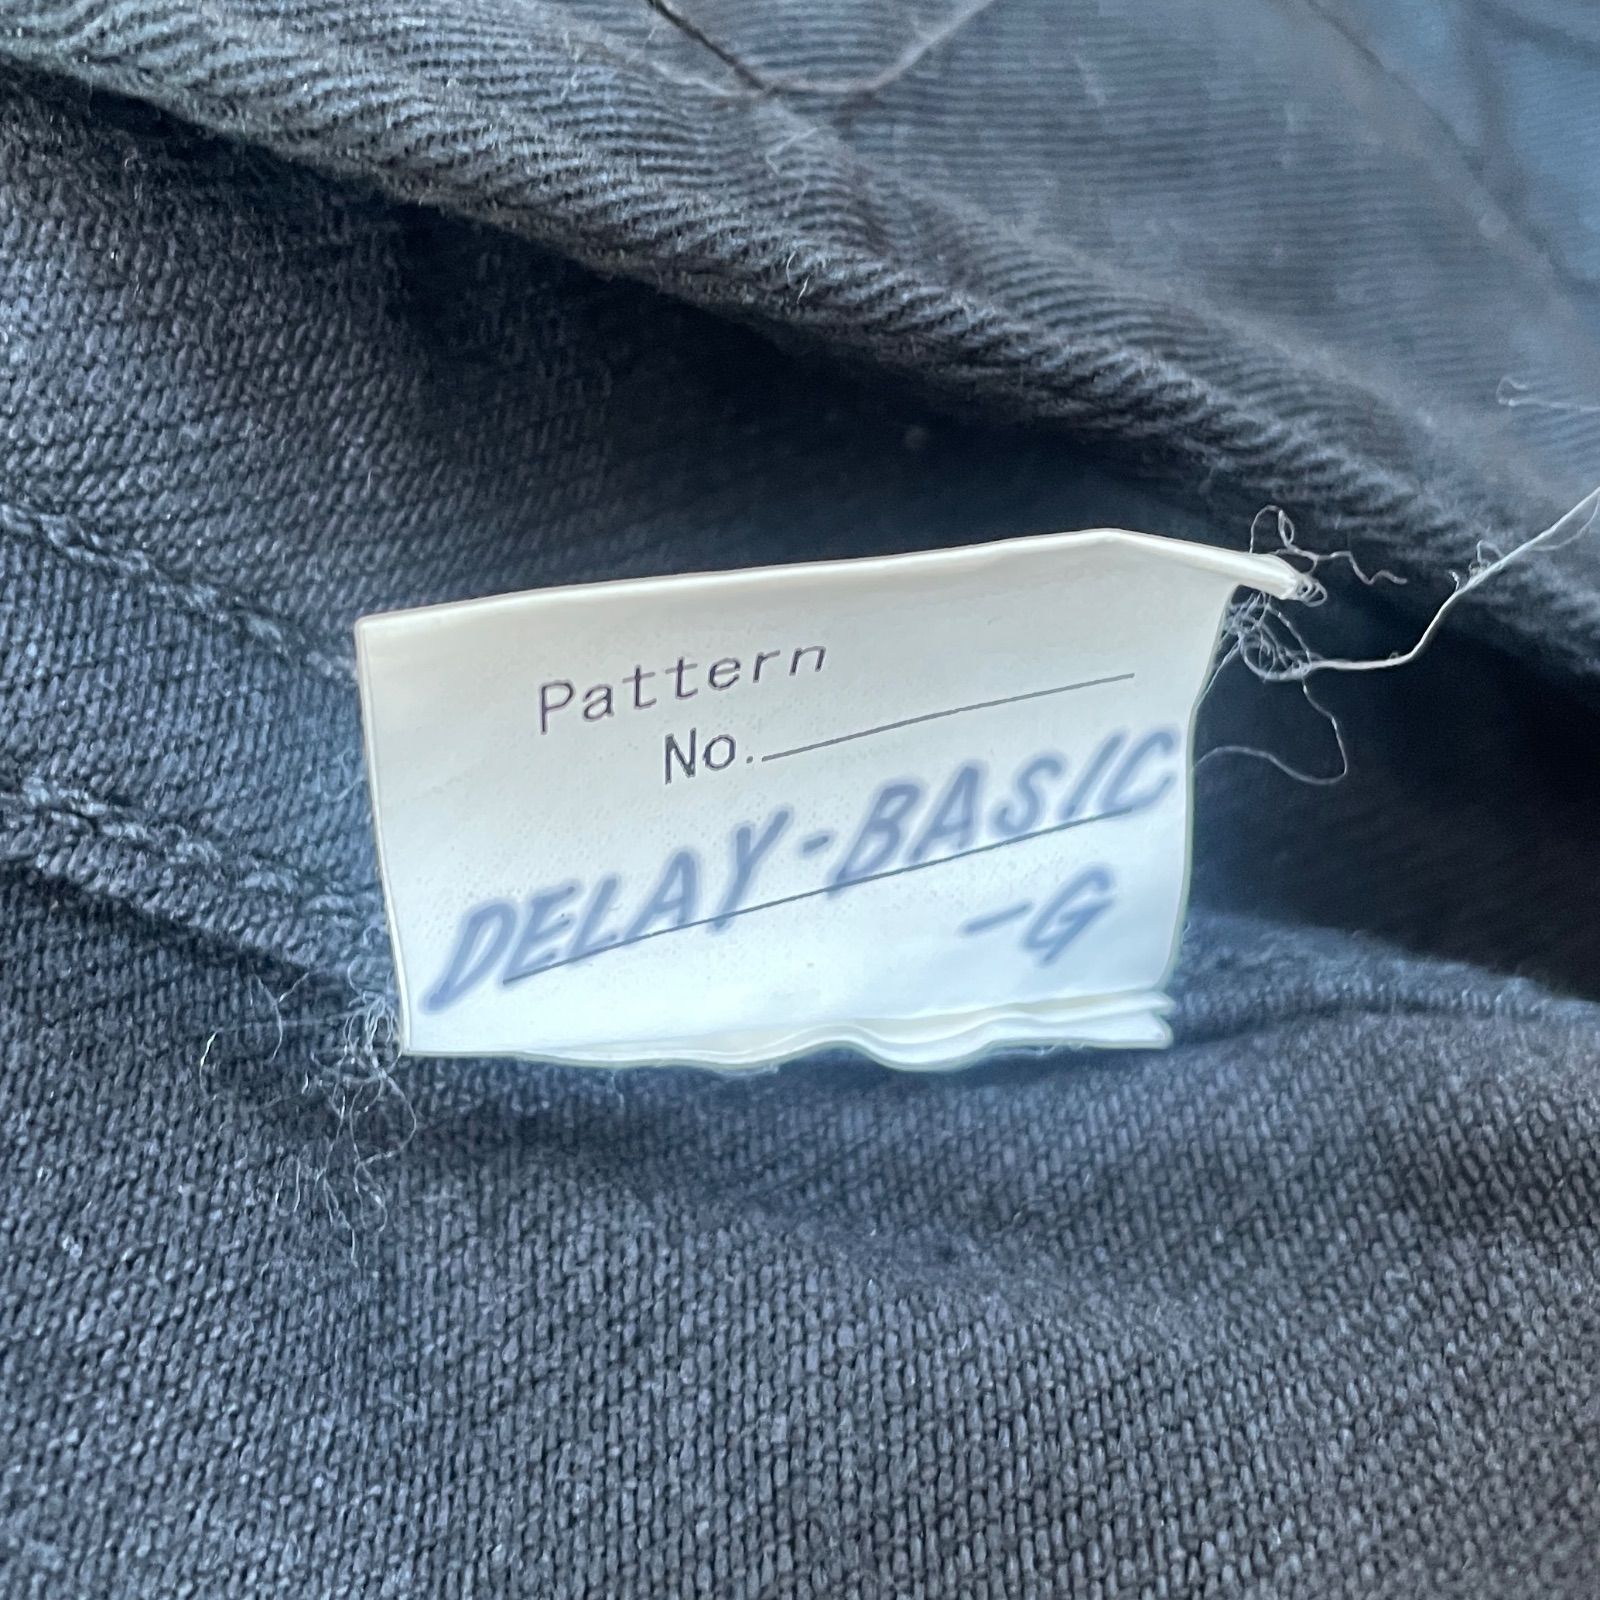 Pattern
No.
DELAY-BASIC
-G